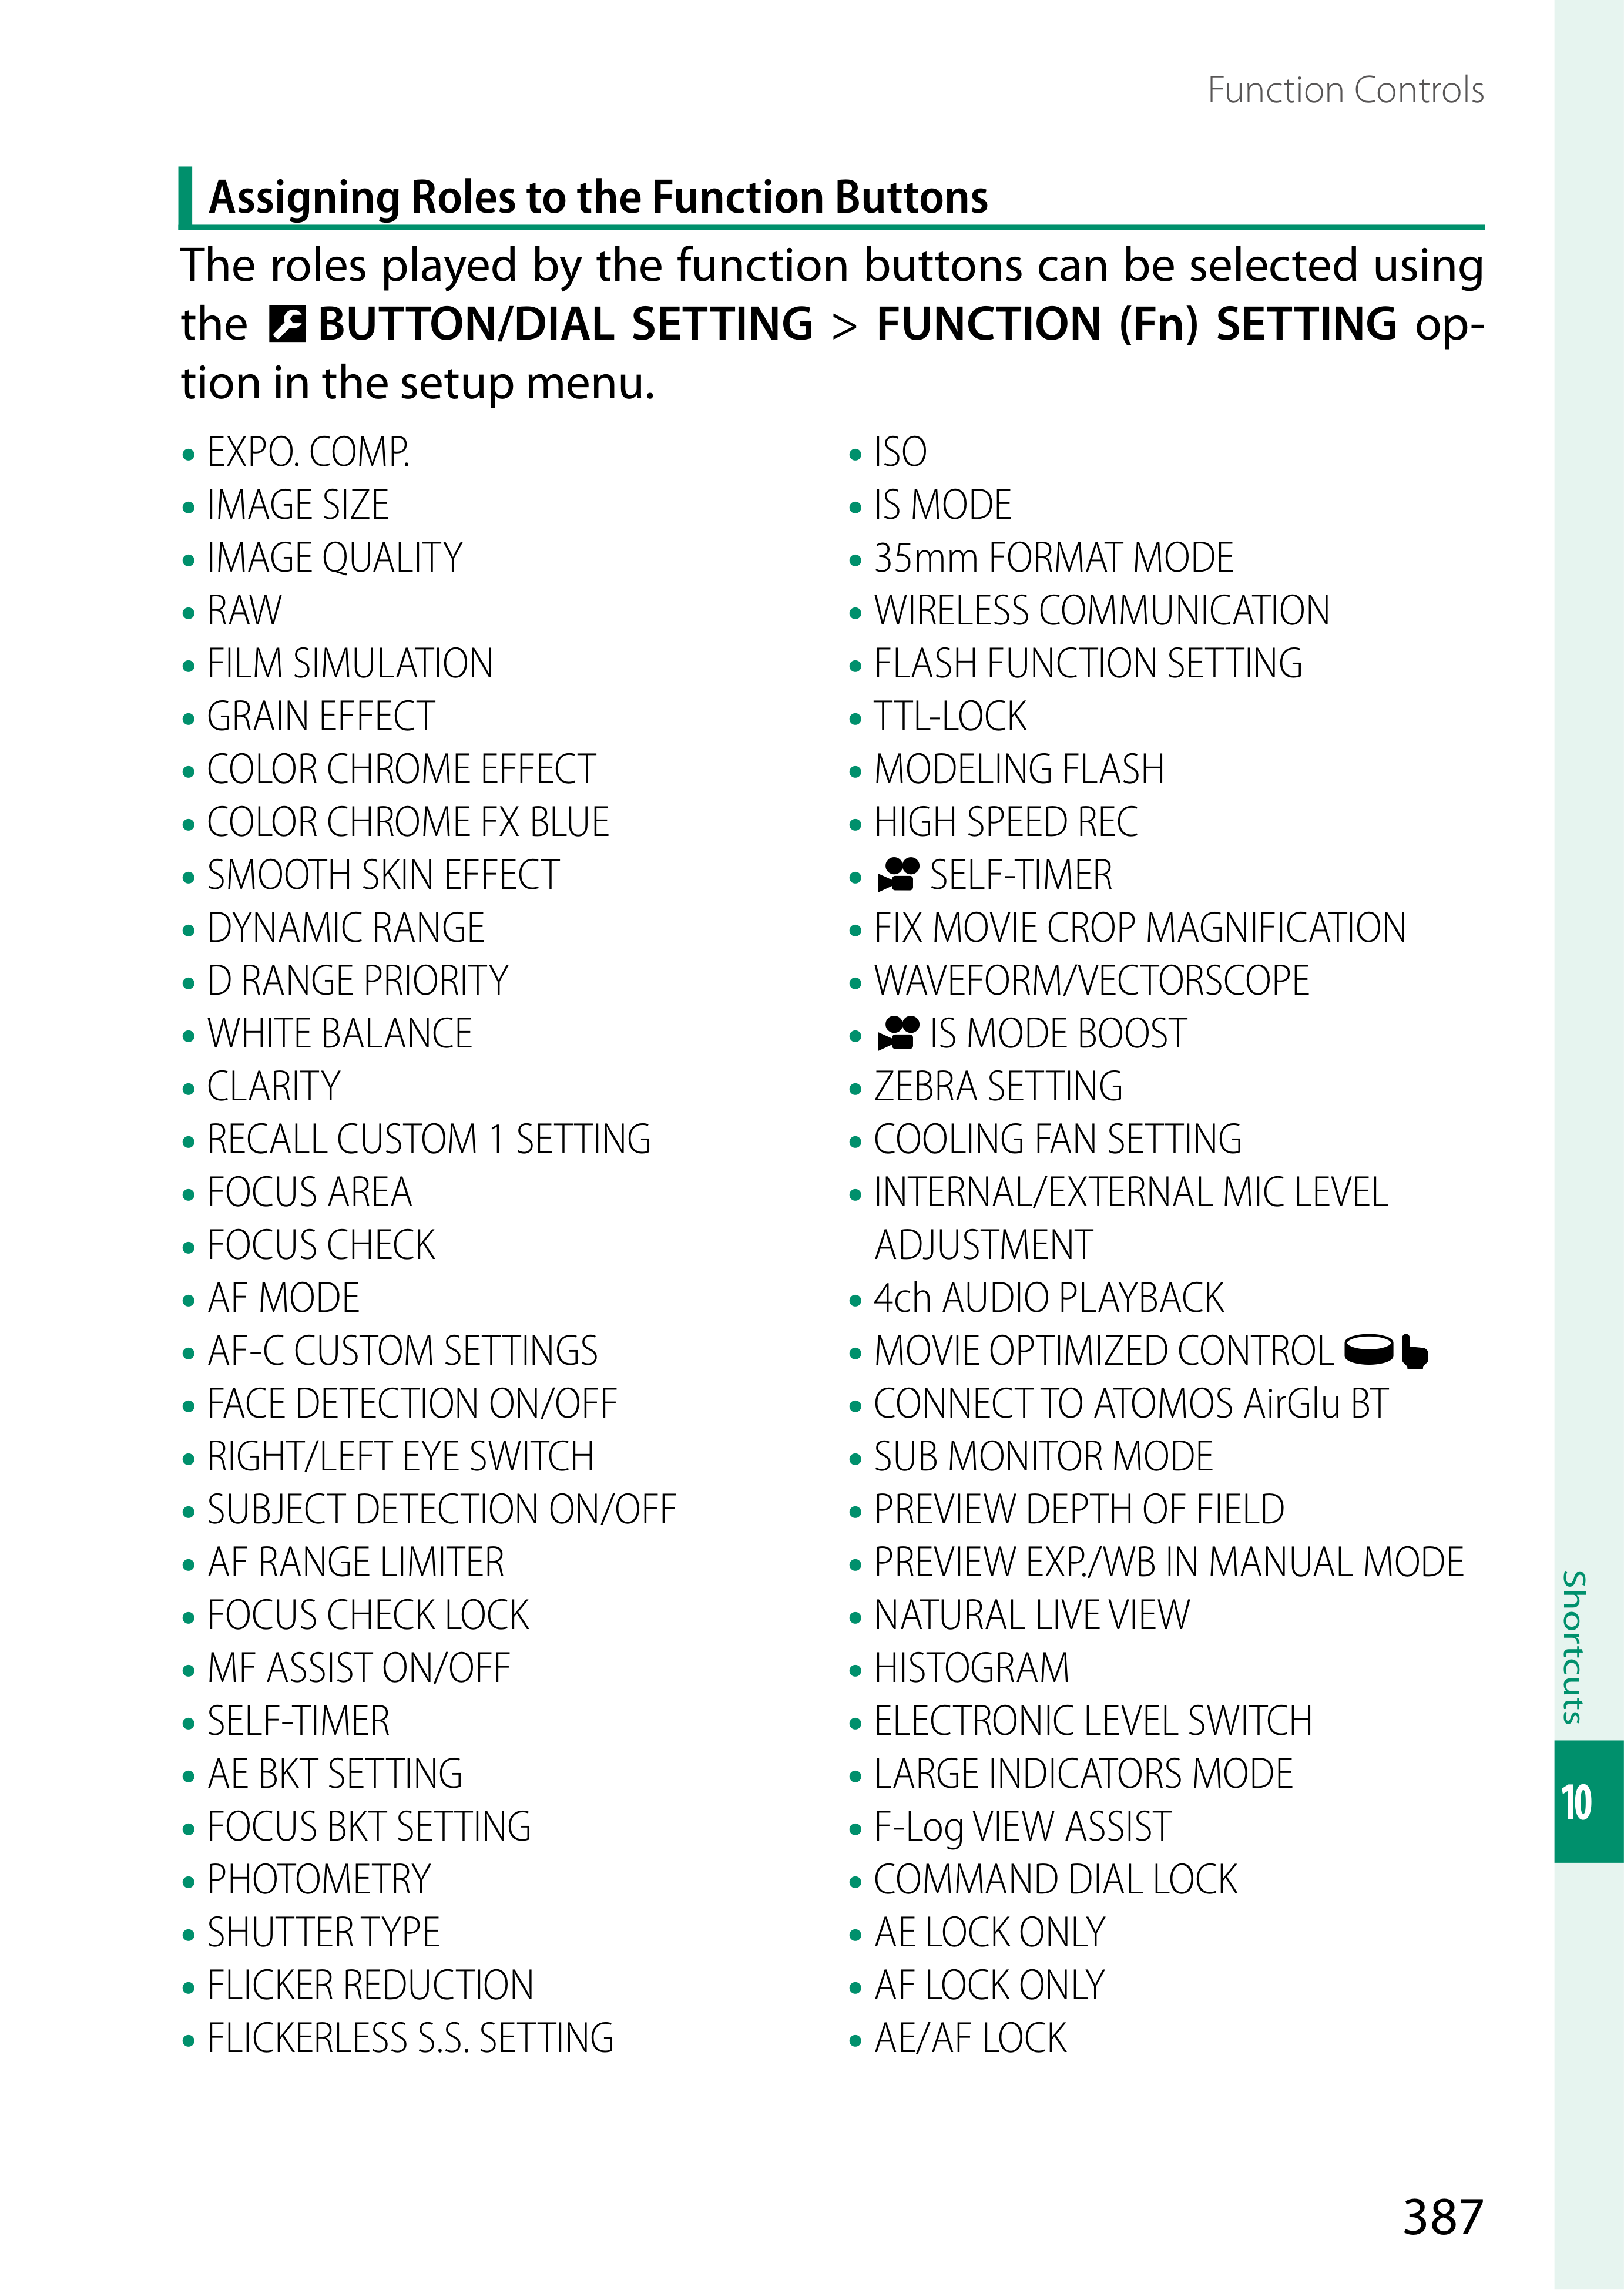 Function Controls
Assigning Roles to the Function Buttons
The roles played by the function buttons can be selected using
the BUTTON/DIAL SETTING > FUNCTION (Fn) SETTING op-
tion in the setup menu.
• EXPO. COMP.
• IMAGE SIZE
• IMAGE QUALITY
• RAW
• FILM SIMULATION
• GRAIN EFFECT
• COLOR CHROME EFFECT
• COLOR CHROME FX BLUE
• SMOOTH SKIN EFFECT
• DYNAMIC RANGE
• D RANGE PRIORITY
• WHITE BALANCE
• CLARITY
• RECALL CUSTOM 1 SETTING
• FOCUS AREA
• FOCUS CHECK
• AF MODE
• AF-C CUSTOM SETTINGS
• FACE DETECTION ON/OFF
• RIGHT/LEFT EYE SWITCH
• SUBJECT DETECTION ON/OFF
• AF RANGE LIMITER
• FOCUS CHECK LOCK
• MF ASSIST ON/OFF
• SELF-TIMER
• AE BKT SETTING
• FOCUS BKT SETTING
• PHOTOMETRY
• SHUTTER TYPE
• FLICKER REDUCTION
• FLICKERLESS S.S. SETTING
• ISO
• IS MODE
• 35mm FORMAT MODE
• WIRELESS COMMUNICATION
• FLASH FUNCTION SETTING
• TTL-LOCK
• MODELING FLASH
• HIGH SPEED REC
• SELF-TIMER
• FIX MOVIE CROP MAGNIFICATION
• WAVEFORM/VECTORSCOPE
• IS MODE BOOST
• ZEBRA SETTING
• COOLING FAN SETTING
• INTERNAL/EXTERNAL MIC LEVEL
ADJUSTMENT
• 4ch AUDIO PLAYBACK
• MOVIE OPTIMIZED CONTROL
• CONNECT TO ATOMOS AirGlu BT
• SUB MONITOR MODE
• PREVIEW DEPTH OF FIELD
• PREVIEW EXP./WB IN MANUAL MODE
• NATURAL LIVE VIEW
• HISTOGRAM
• ELECTRONIC LEVEL SWITCH
• LARGE INDICATORS MODE
• F-Log VIEW ASSIST
• COMMAND DIAL LOCK
• AE LOCK ONLY
• AF LOCK ONLY
• AE/AF LOCK
Shortcuts
10
387